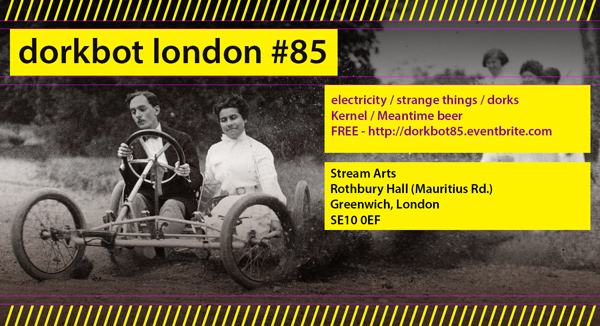 dorkbot london #85
electricity / strange things / dorks
Kernel / Meantime beer
FREE - http://dorkbot85.eventbrite.com
Stream Arts
Rothbury Hall (Mauritius Rd.)
Greenwich, London
SE10 0EF